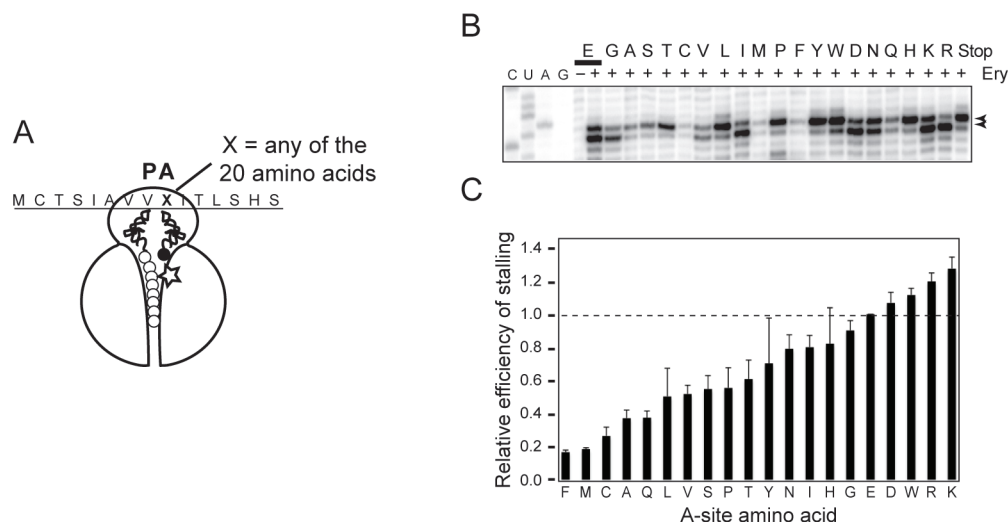 A
X = any of the
20 amino acids
PA
M C T S I A V V X I T L S H S
B
E G A S T C V L I M P F Y W D N Q H K R Stop
C U A G
− + + + + + + + + + + + + + + + + + + + + + Ery
C
Relative efficiency of stalling
1.4
1.2
1.0
0.8
0.6
0.4
0.2
0.0
F M C A Q L V S P T Y N I H G E D W R K
A-site amino acid